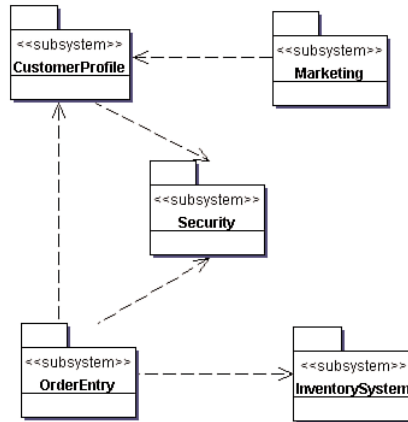 <<subsystem>>
CustomerProfile
<<subsystem>>
Marketing
<<subsystem>>
Security
<<subsystem>>
OrderEntry
<<subsystem>>
InventorySystem